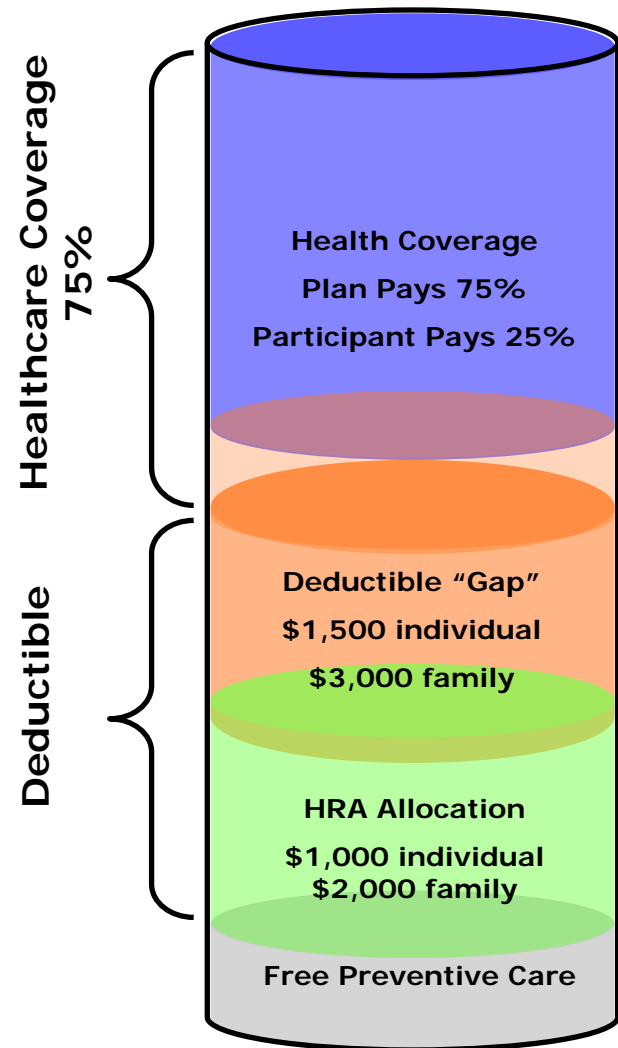 Healthcare Coverage
75%
Health Coverage
Plan Pays 75%
Participant Pays 25%
Deductible
Deductible “Gap”
$1,500 individual
$3,000 family
HRA Allocation
$1,000 individual
$2,000 family
Free Preventive Care